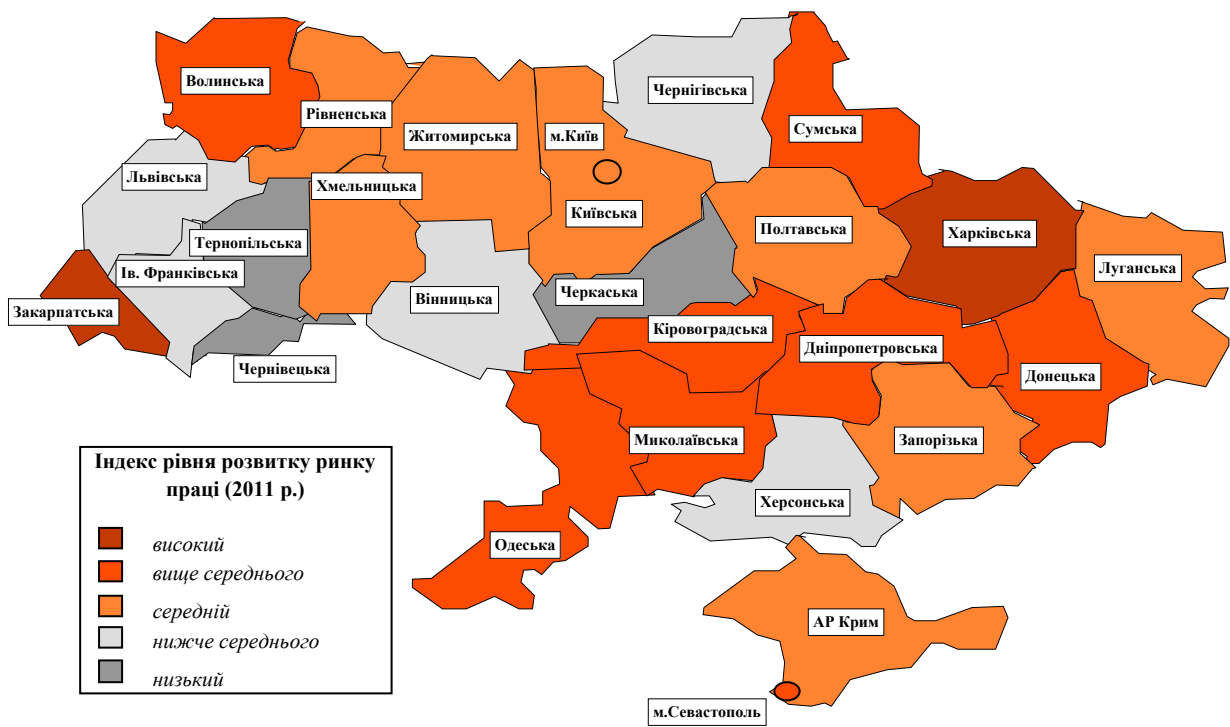 Волинська
Рівненська
Житомирська
м.Київ
Чернігівська
Сумська
Львівська
Хмельницька
Київська
Полтавська
Харківська
Тернопільська
Ів. Франківська
Луганська
Закарпатська
Вінницька
Черкаська
Кіровоградська
Чернівецька
Дніпропетровська
Донецька
Миколаївська
Запорізька
Херсонська
Одеська
АР Крим
м.Севастополь
Індекс рівня розвитку ринку
праці (2011 р.)
високий
вище середнього
середній
нижче середнього
низький